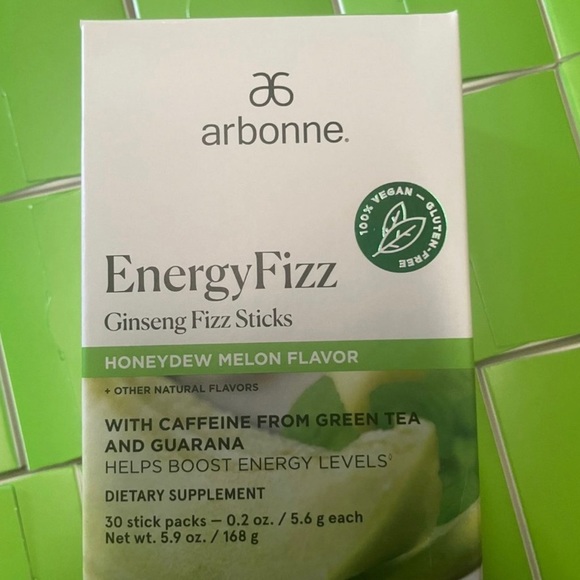 arbonne®
100% VEGAN — GLUTEN-FREE
EnergyFizz
Ginseng Fizz Sticks
HONEYDEW MELON FLAVOR
+ OTHER NATURAL FLAVORS
WITH CAFFEINE FROM GREEN TEA
AND GUARANA
HELPS BOOST ENERGY LEVELS◊
DIETARY SUPPLEMENT
30 stick packs — 0.2 oz. / 5.6 g each
Net wt. 5.9 oz. / 168 g